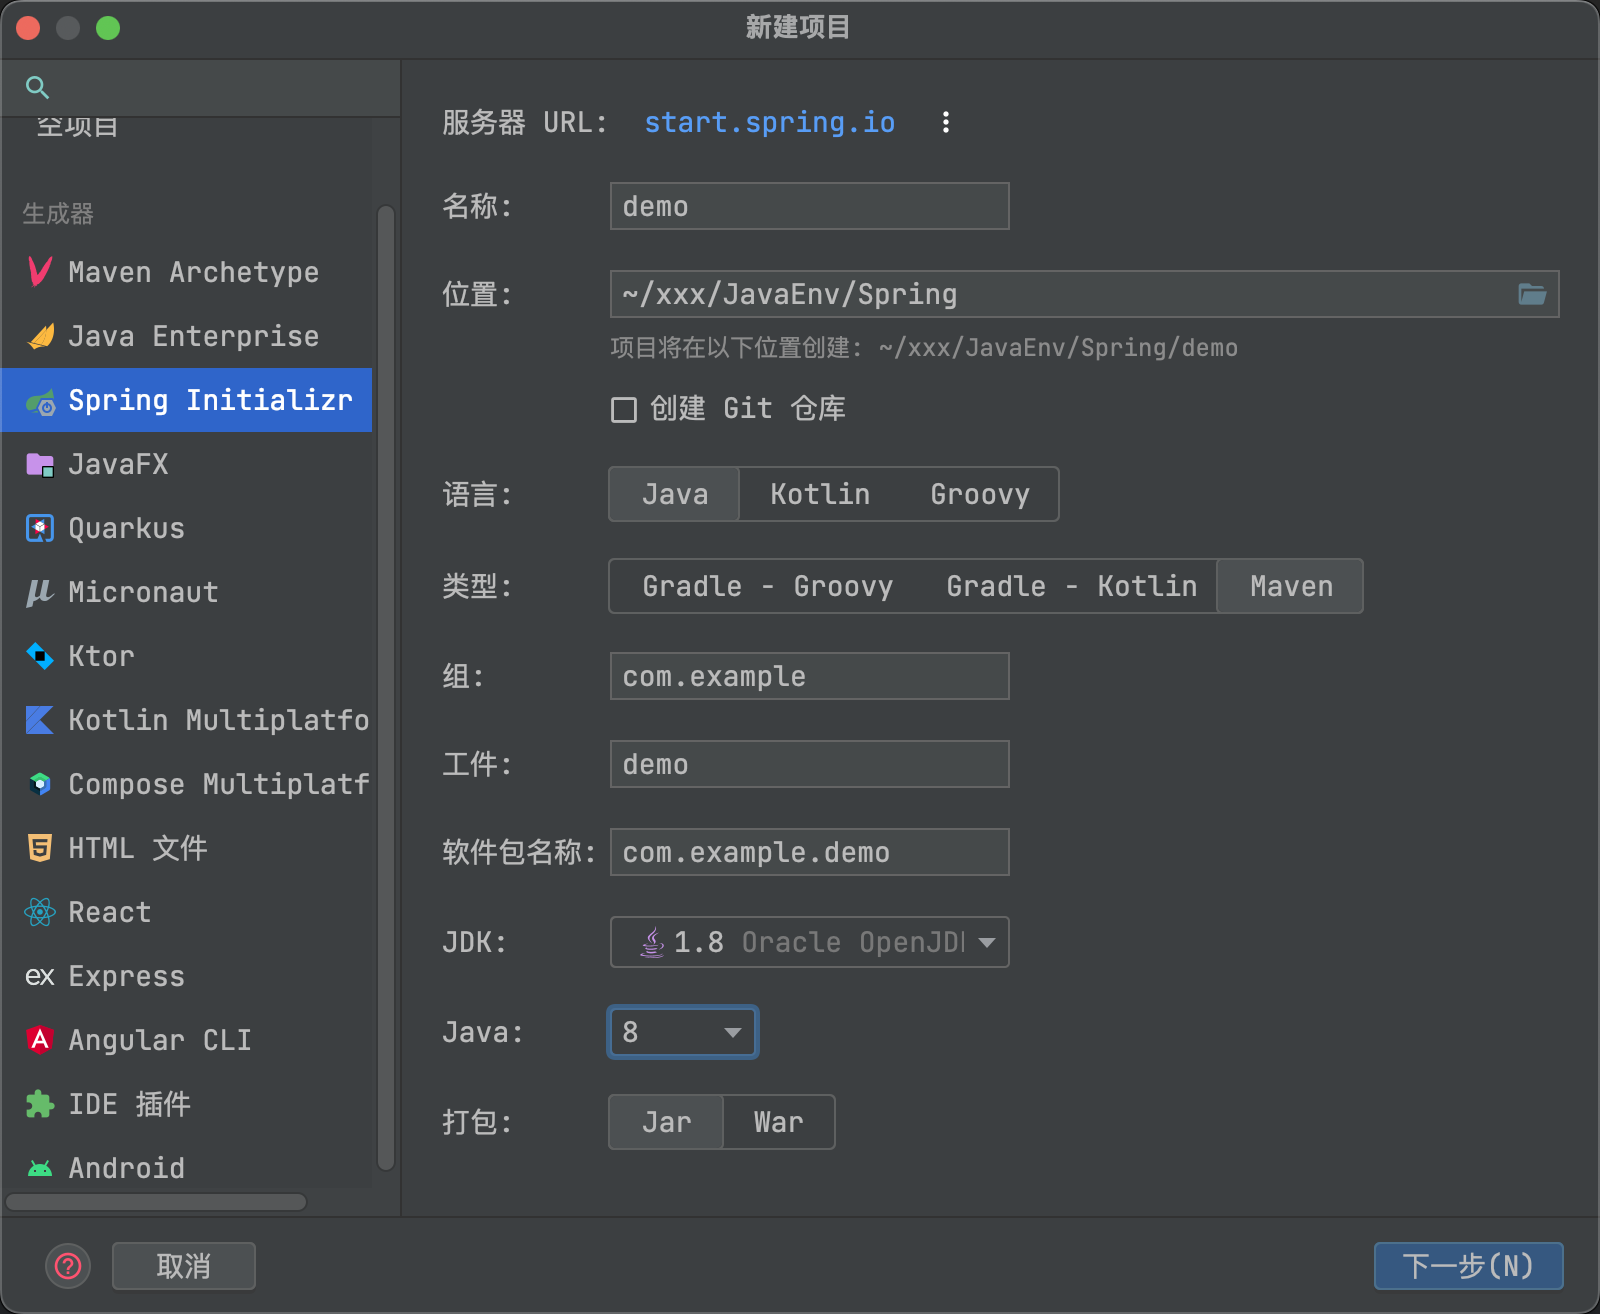 新建项目
空项目
生成器
Maven Archetype
Java Enterprise
Spring Initializr
JavaFX
Quarkus
Micronaut
Ktor
Kotlin Multiplatfo
Compose Multiplatf
HTML 文件
React
ex Express
Angular CLI
IDE 插件
Android
服务器 URL: start.spring.io
名称: demo
位置: ~/xxx/JavaEnv/Spring
项目将在以下位置创建: ~/xxx/JavaEnv/Spring/demo
创建 Git 仓库
语言: Java Kotlin Groovy
类型: Gradle - Groovy Gradle - Kotlin Maven
组: com.example
工件: demo
软件包名称: com.example.demo
JDK: 1.8 Oracle OpenJD
Java: 8
打包: Jar War
? 取消 下一步(N)